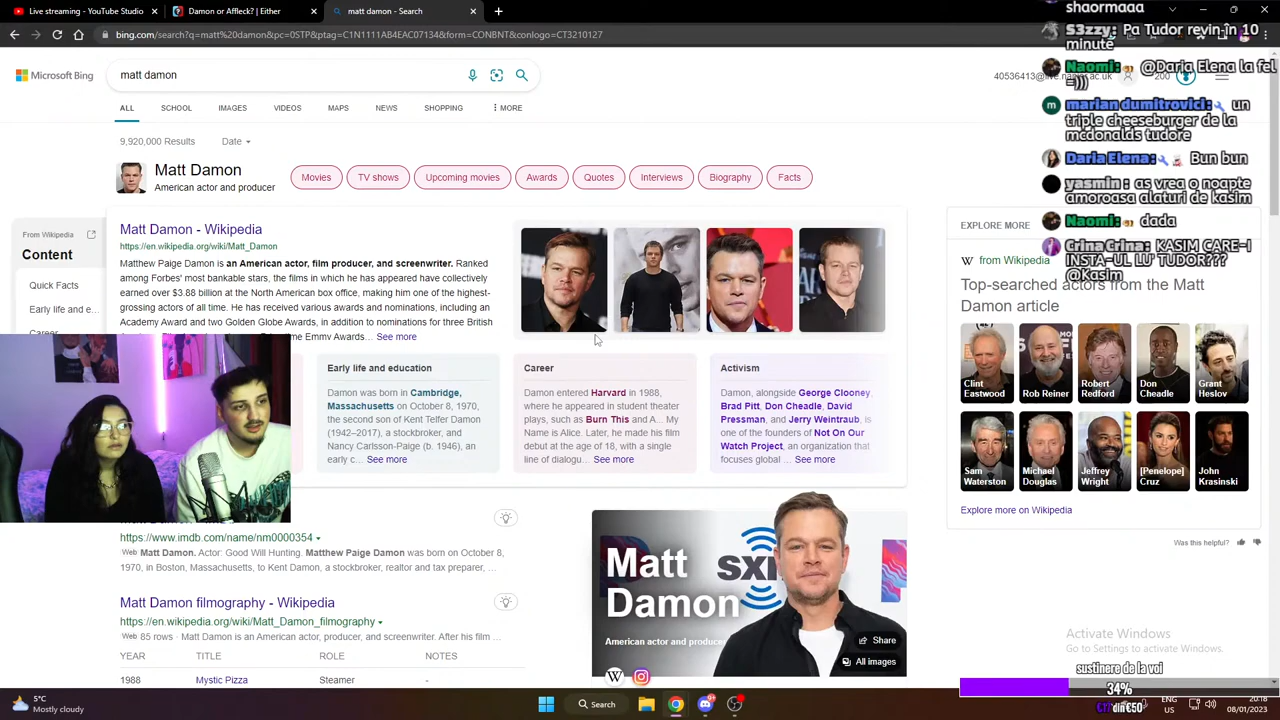 Live streaming - YouTube Studio
Damon or Affleck? | Either
matt damon - Search
bing.com/search?q=matt%20damon&pc=0STP&ptag=C1N1111AB4EAC07134&form=CONBNT&conlogo=CT3210127
Microsoft Bing
matt damon
40536413@live.napier.ac.uk
200
ALL
SCHOOL
IMAGES
VIDEOS
MAPS
NEWS
SHOPPING
MORE
9,920,000 Results
Date
Matt Damon
American actor and producer
Movies
TV shows
Upcoming movies
Awards
Quotes
Interviews
Biography
Facts
From Wikipedia
Content
Quick Facts
Early life and e...
Career
Matt Damon - Wikipedia
https://en.wikipedia.org/wiki/Matt_Damon
Matthew Paige Damon is an American actor, film producer, and screenwriter. Ranked
among Forbes' most bankable stars, the films in which he has appeared have collectively
earned over $3.88 billion at the North American box office, making him one of the highest-
grossing actors of all time. He has received various awards and nominations, including an
Academy Award and two Golden Globe Awards, in addition to nominations for three British
Emmy Awards... See more
Early life and education
Damon was born in Cambridge,
Massachusetts on October 8, 1970,
the second son of Kent Telfer Damon
(1942–2017), a stockbroker, and
Nancy Carlsson-Paige (b. 1946), an
early c... See more
Career
Damon entered Harvard in 1988,
where he appeared in student theater
plays, such as Burn This and A... My
Name is Alice. Later, he made his film
debut at the age of 18, with a single
line of dialogu... See more
Activism
Damon, alongside George Clooney,
Brad Pitt, Don Cheadle, David
Pressman, and Jerry Weintraub, is
one of the founders of Not On Our
Watch Project, an organization that
focuses global ... See more
https://www.imdb.com/name/nm0000354
Web Matt Damon. Actor: Good Will Hunting. Matthew Paige Damon was born on October 8,
1970, in Boston, Massachusetts, to Kent Damon, a stockbroker, realtor and tax preparer, ...
Matt Damon filmography - Wikipedia
https://en.wikipedia.org/wiki/Matt_Damon_filmography
Web 85 rows · Matt Damon is an American actor, producer, and screenwriter. After his film ...
YEAR
TITLE
ROLE
NOTES
1988
Mystic Pizza
Steamer
-
Matt
Damon
American actor and producer
Share
All images
EXPLORE MORE
from Wikipedia
Top-searched actors from the Matt
Damon article
Clint
Eastwood
Rob Reiner
Robert
Redford
Don
Cheadle
Grant
Heslov
Sam
Waterston
Michael
Douglas
Jeffrey
Wright
[Penelope]
Cruz
John
Krasinski
Explore more on Wikipedia
Was this helpful?
shaormaaa
S3zzy: Pa Tudor revin-in 10
minute
Naomi: @Daria Elena la fel
=)))
marian dumitrovici: un
triple cheeseburger de la
mcdonalds tudore
Daria Elena: Bun bun
yasmin: as vrea o noapte
amoroasa alaturi de kasim
Naomi: dada
Crina Crina: KASIM CARE-I
INSTA-UL LU TUDOR???
@Kasim
Activate Windows
Go to Settings to activate Windows.
sustinere de la voi
34%
€17 din €50
5°C
Mostly cloudy
Search
ENG
US
20:18
08/01/2023